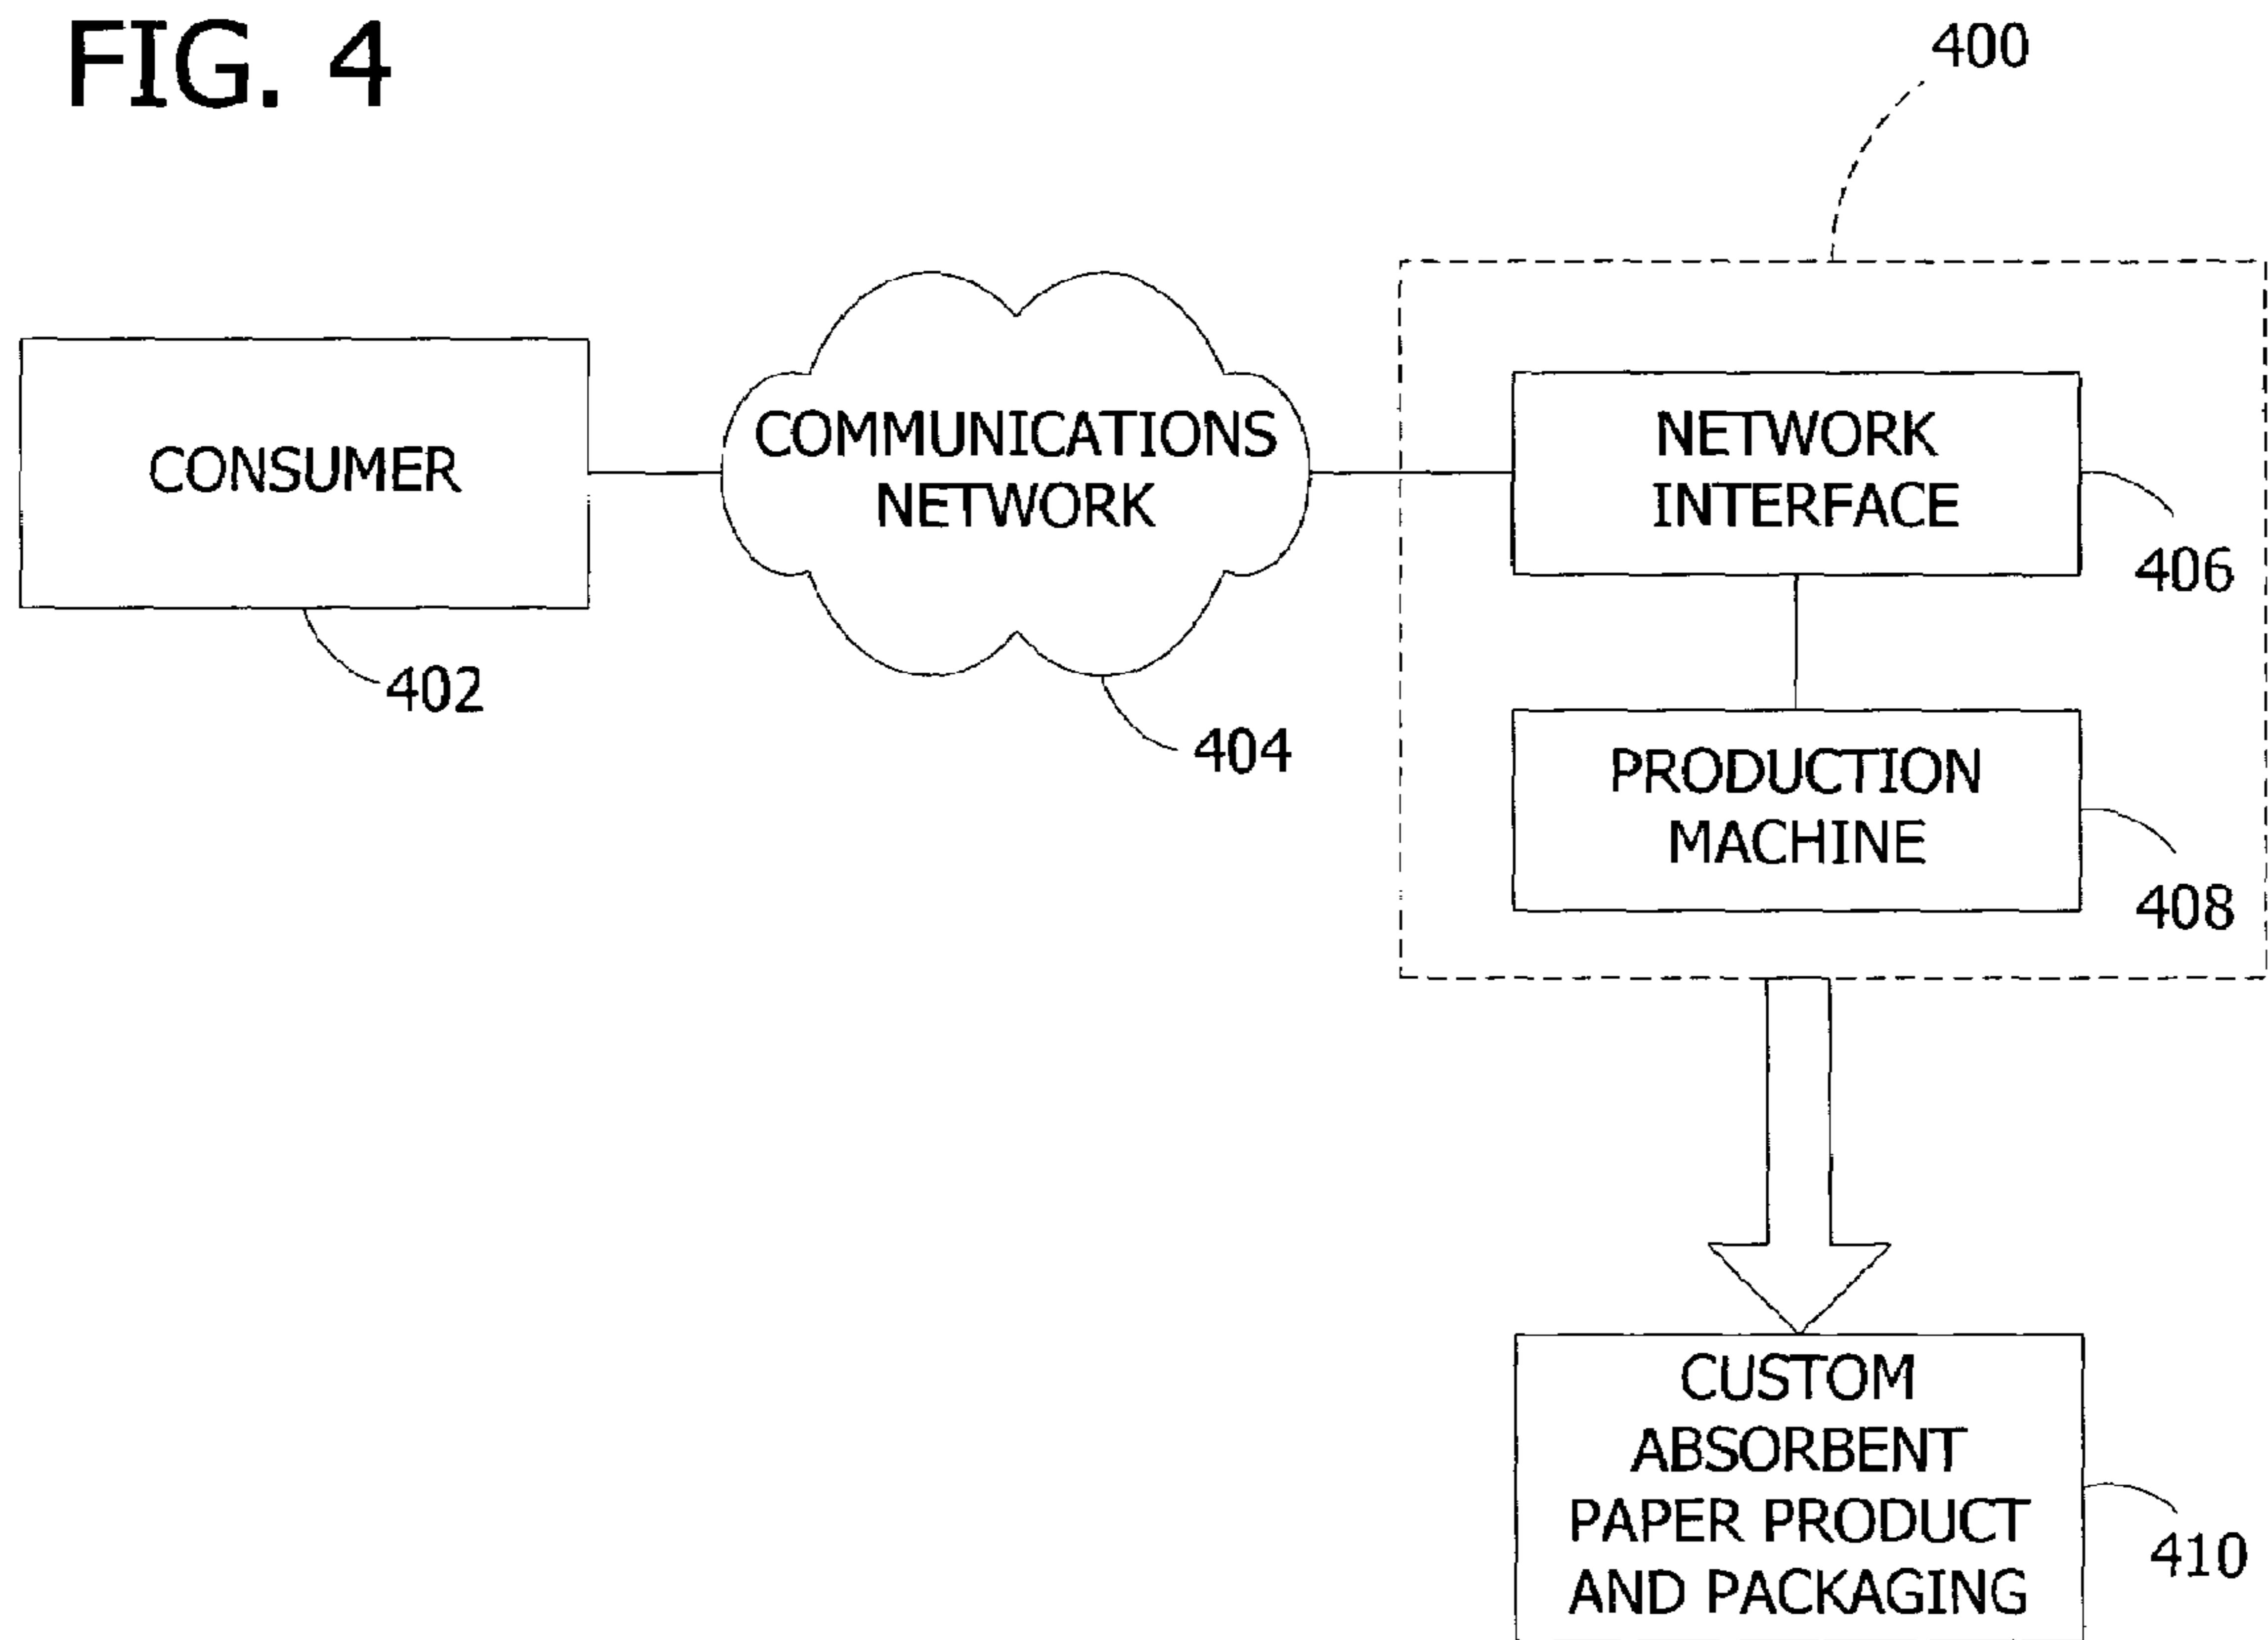 FIG. 4
400
CONSUMER
402
COMMUNICATIONS
NETWORK
404
NETWORK
INTERFACE
406
PRODUCTION
MACHINE
408
CUSTOM
ABSORBENT
PAPER PRODUCT
AND PACKAGING
410